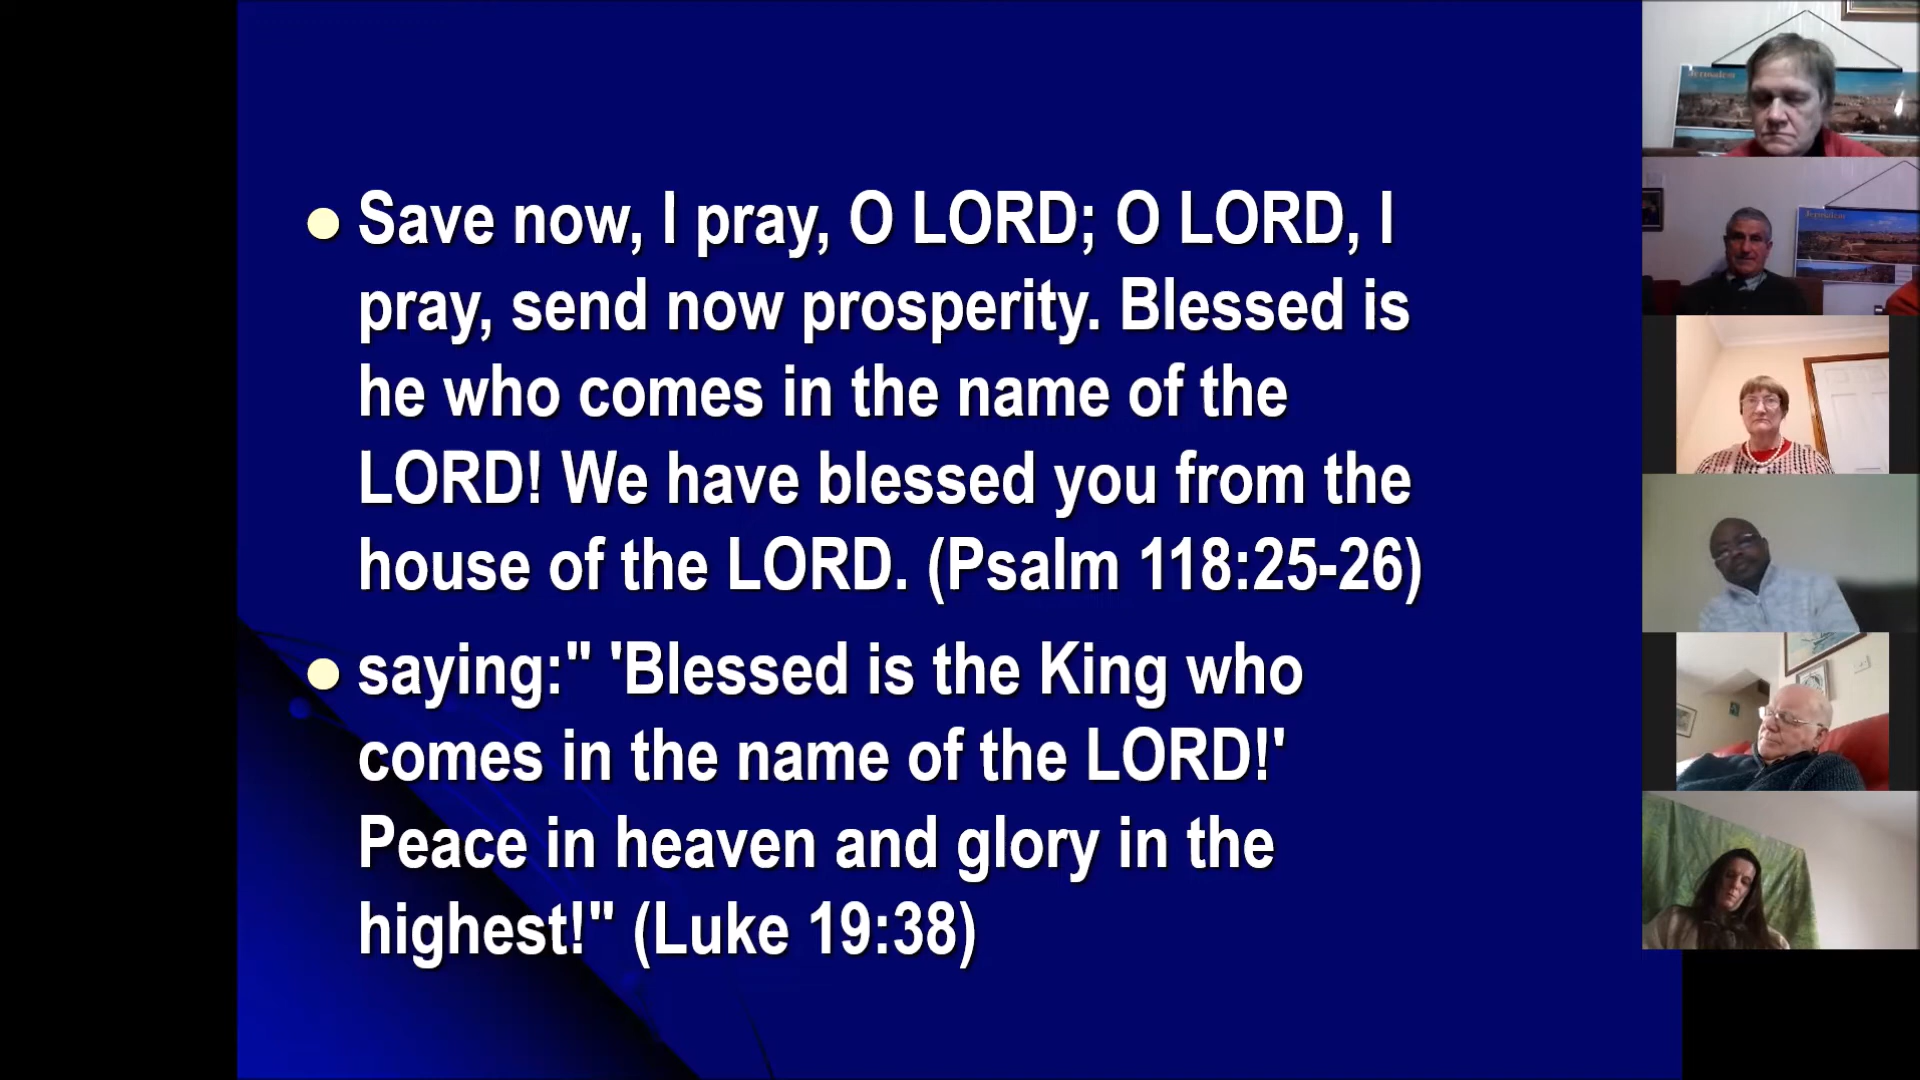 Save now, I pray, O LORD; O LORD, I
pray, send now prosperity. Blessed is
he who comes in the name of the
LORD! We have blessed you from the
house of the LORD. (Psalm 118:25-26)
saying:" 'Blessed is the King who
comes in the name of the LORD!'
Peace in heaven and glory in the
highest!" (Luke 19:38)
Jerusalem
Jerusalem